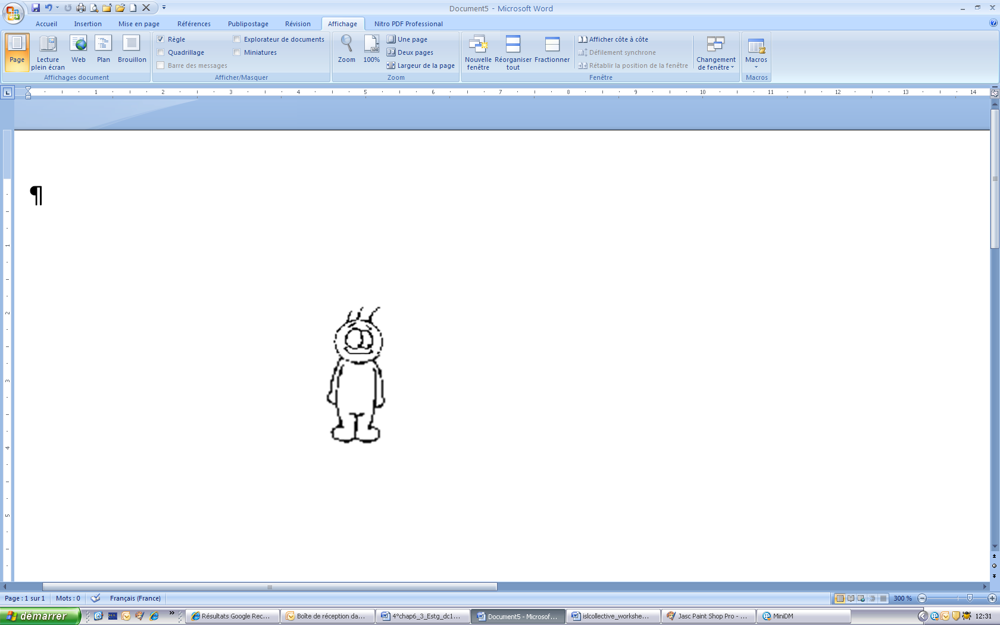 Document5 - Microsoft Word
Accueil Insertion Mise en page Références Publipostage Révision Affichage Nitro PDF Professional
Page Lecture plein écran Web Plan Brouillon
Affichages document
Règle Explorateur de documents
Quadrillage Miniatures
Barre des messages
Afficher/Masquer
Zoom 100% Une page
Deux pages
Largeur de la page
Zoom
Nouvelle fenêtre Réorganiser tout Fractionner
Afficher côte à côte
Défilement synchrone
Rétablir la position de la fenêtre
Changement de fenêtre
Fenêtre
Macros
Macros
1 2 3 4 5 6 7 8 9 10 11 12 13 14
¶
1
2
3
4
5
Page : 1 sur 1 Mots : 0 Français (France) 300 %
démarrer Résultats Google Rec... Boîte de réception da... 4°chap6_3_Estg_dc1... Document5 - Microsof... islcollective_workshe... Jasc Paint Shop Pro - ... MiniDM 12:31